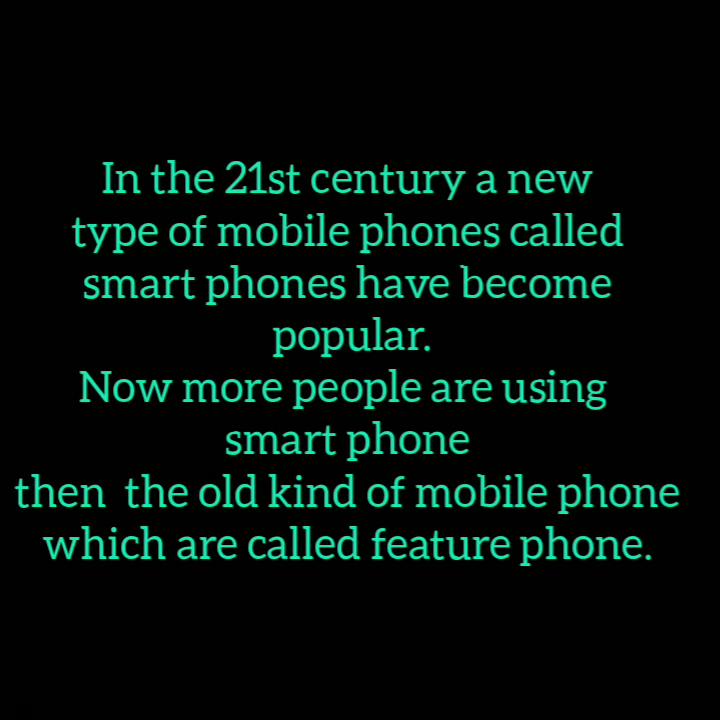 In the 21st century a new
type of mobile phones called
smart phones have become
popular.
Now more people are using
smart phone
then the old kind of mobile phone
which are called feature phone.